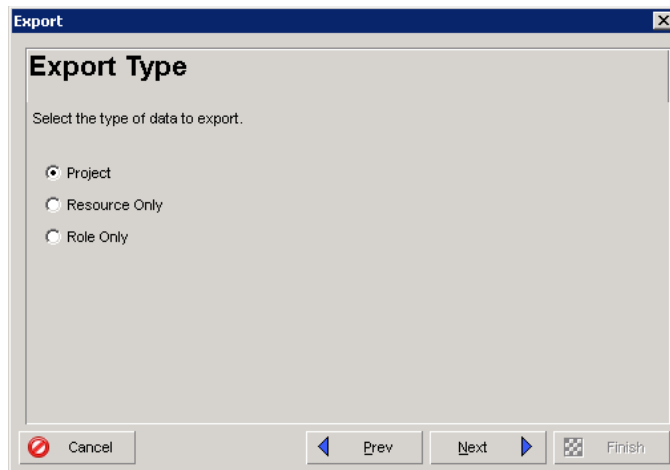 Export
Export Type
Select the type of data to export.
Project
Resource Only
Role Only
Cancel
Prev
Next
Finish